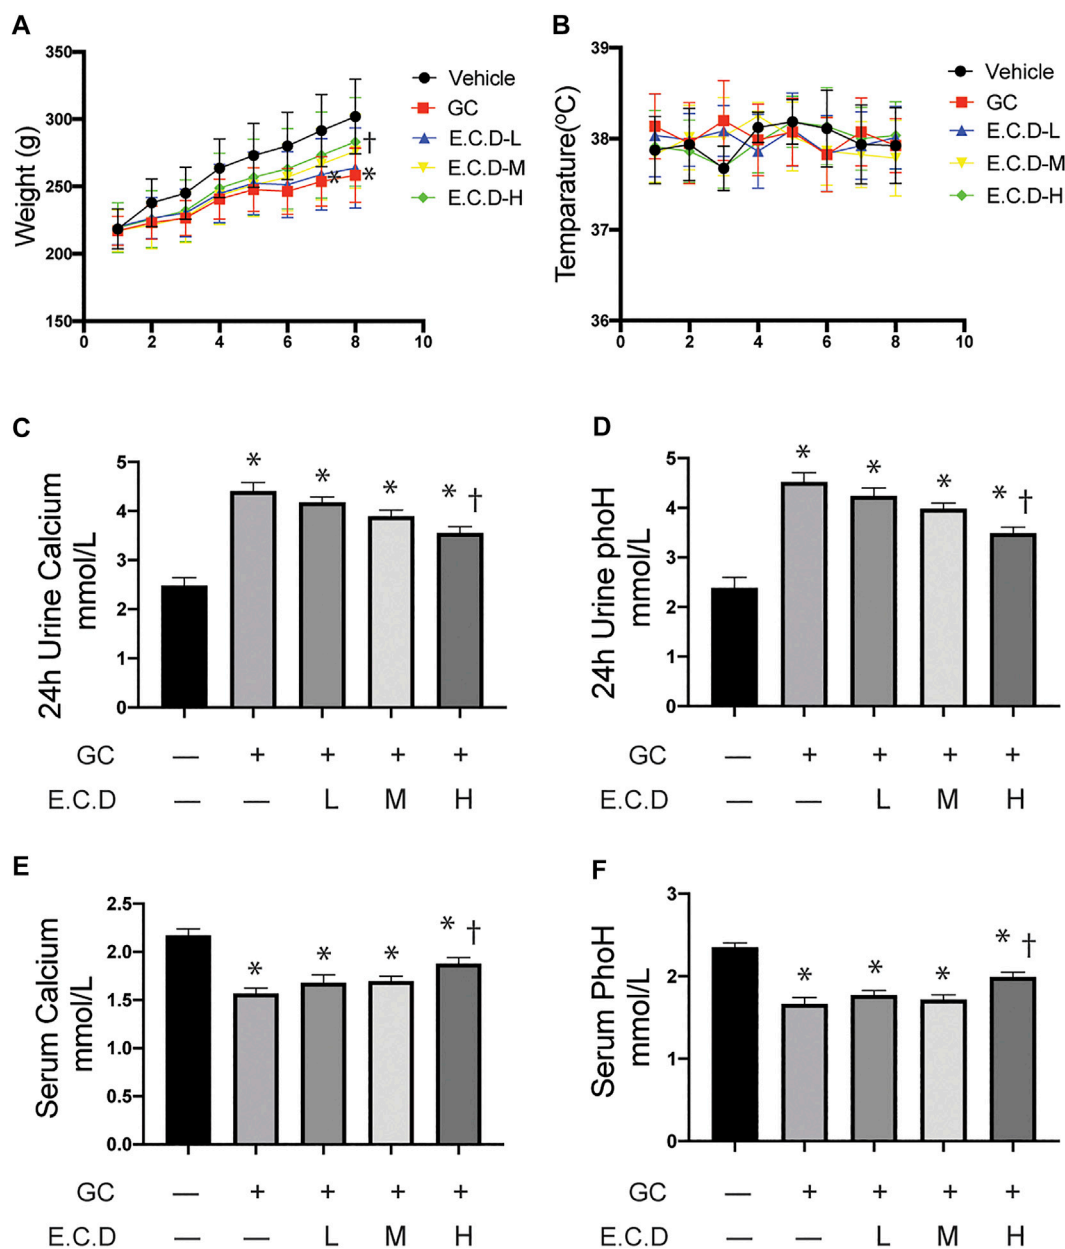 A
350
300
250
200
150
Weight (g)
0 2 4 6 8 10
Vehicle
GC
E.C.D-L
E.C.D-M
E.C.D-H
†
* *
B
39
38
37
36
Temparature(ºC)
0 2 4 6 8 10
Vehicle
GC
E.C.D-L
E.C.D-M
E.C.D-H
C
24h Urine Calcium
mmol/L
5
4
3
2
1
0
* * * * †
GC — + + + +
E.C.D — — L M H
D
24h Urine phoH
mmol/L
5
4
3
2
1
0
* * * * †
GC — + + + +
E.C.D — — L M H
E
Serum Calcium
mmol/L
2.5
2.0
1.5
1.0
0.5
0.0
* * * * †
GC — + + + +
E.C.D — — L M H
F
Serum PhoH
mmol/L
3
2
1
0
* * * * †
GC — + + + +
E.C.D — — L M H